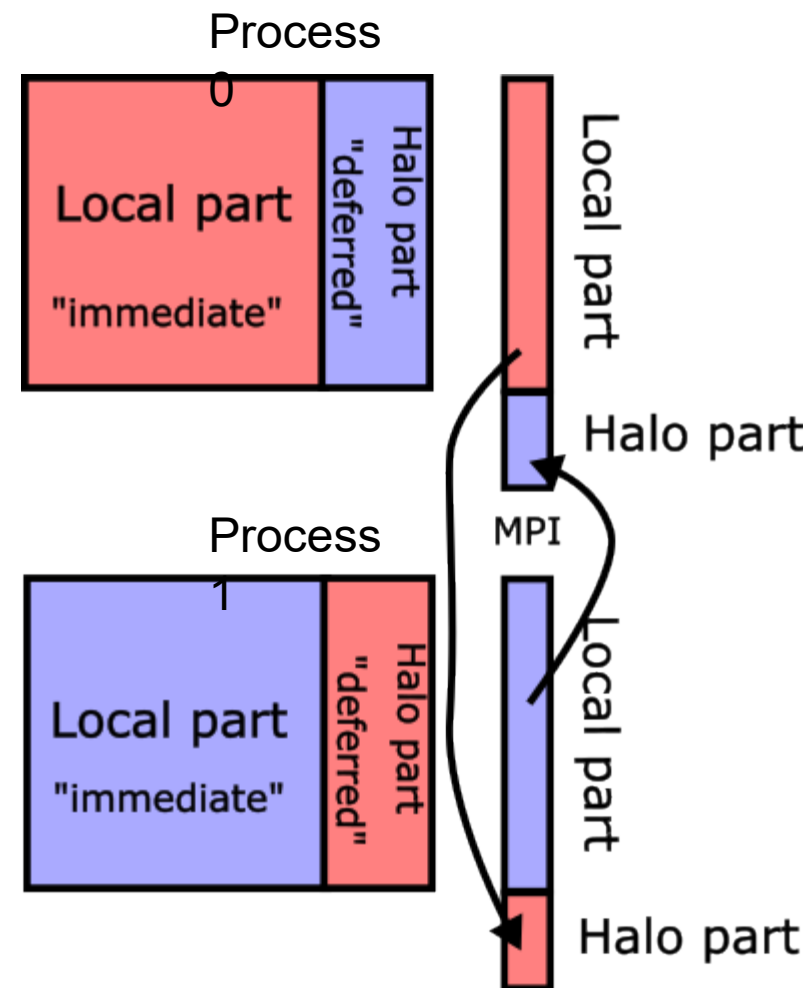 Process
0
Local part
"immediate"
Halo part
"deferred"
Local part
Halo part
MPI
Process
1
Local part
"immediate"
Halo part
"deferred"
Local part
Halo part